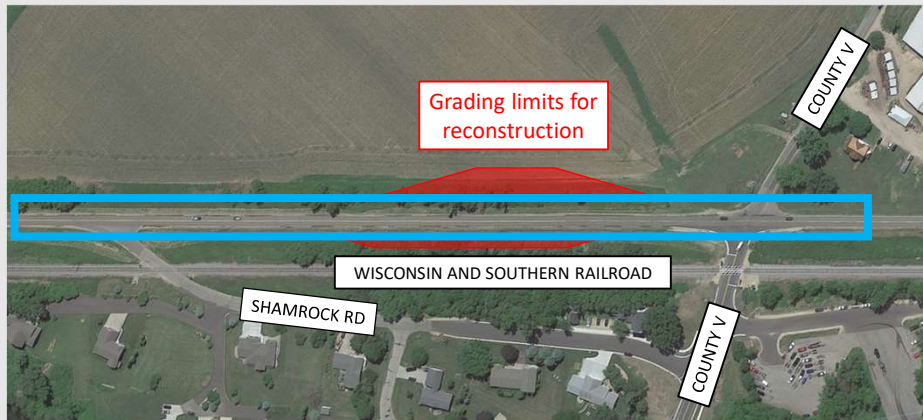 COUNTY V
Grading limits for
reconstruction
WISCONSIN AND SOUTHERN RAILROAD
SHAMROCK RD
COUNTY V